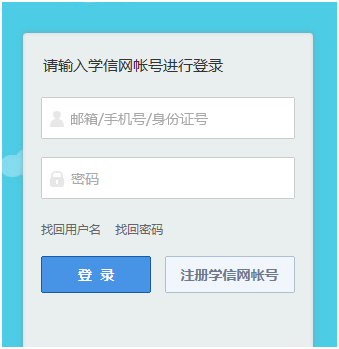 请输入学信网帐号进行登录
邮箱/手机号/身份证号
密码
找回用户名 找回密码
登 录 注册学信网帐号